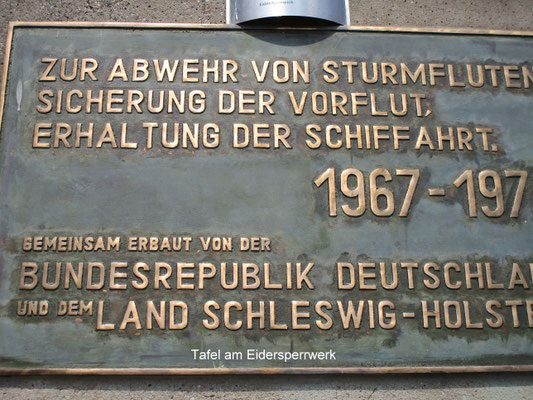 ZUR ABWEHR VON STURMFLUTEN
SICHERUNG DER VORFLUT,
ERHALTUNG DER SCHIFFAHRT.
1967-197
GEMEINSAM ERBAUT VON DER
BUNDESREPUBLIK DEUTSCHLAN
UND DEM LAND SCHLESWIG-HOLSTE
Tafel am Eidersperrwerk